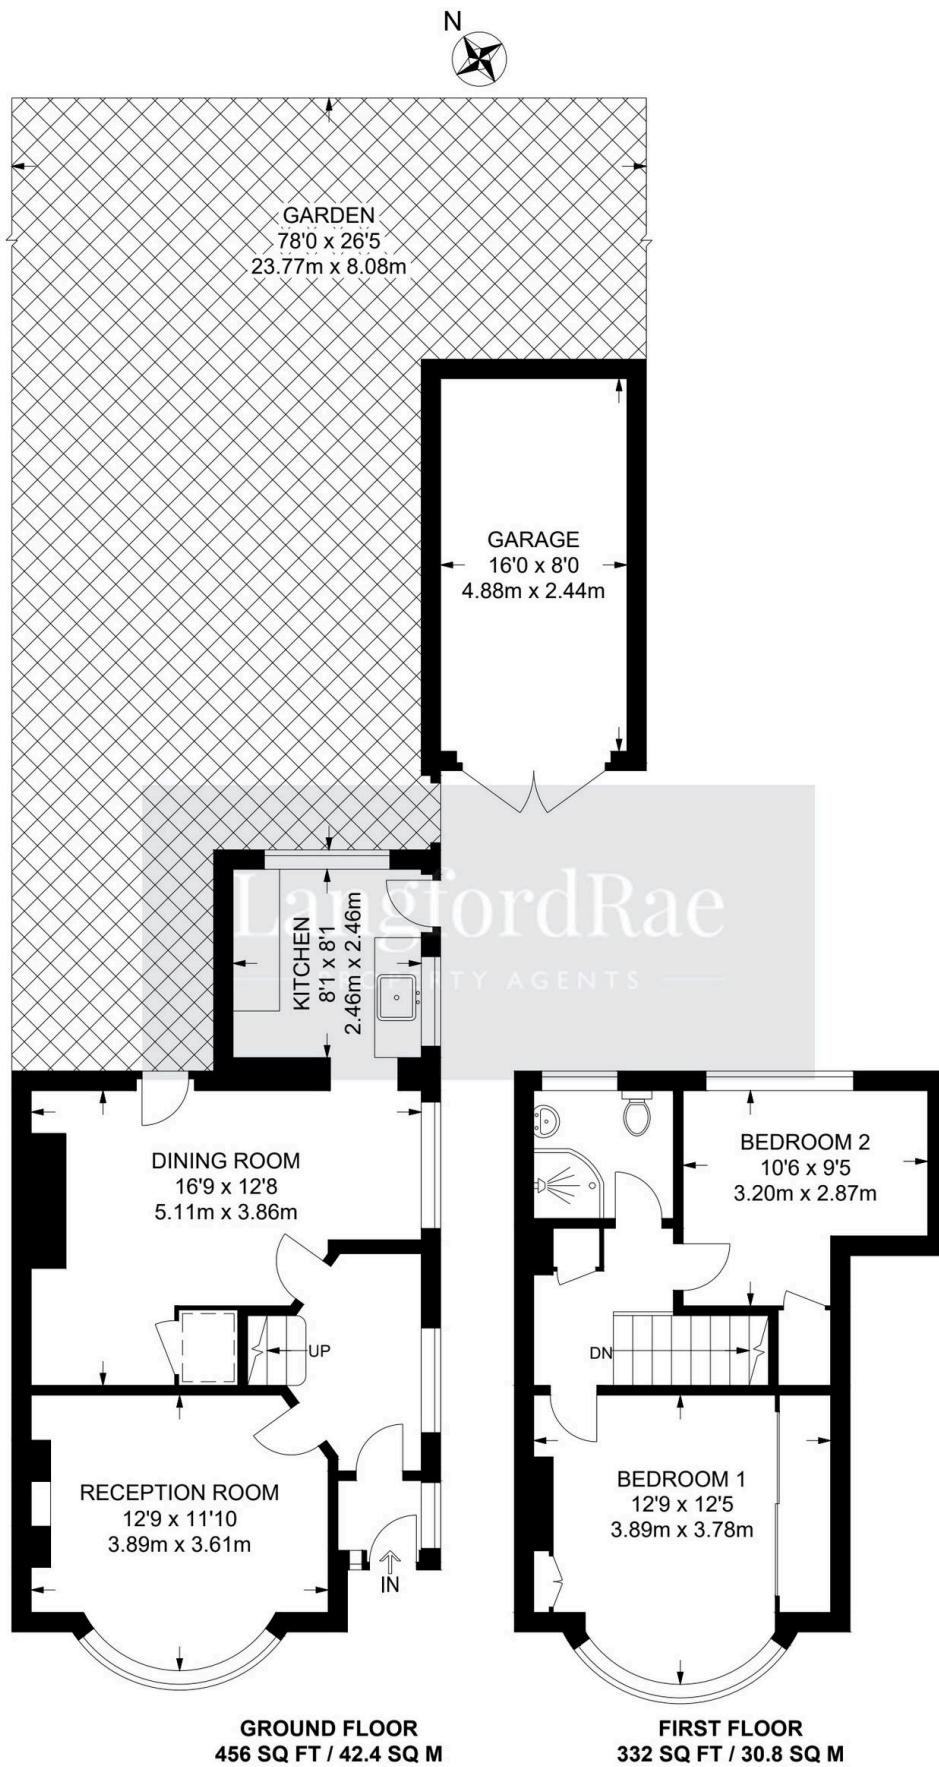 N
GARDEN
78'0 x 26'5
23.77m x 8.08m
GARAGE
16'0 x 8'0
4.88m x 2.44m
LangfordRae
PROPERTY AGENTS
KITCHEN
8'1 x 8'1
2.46m x 2.46m
DINING ROOM
16'9 x 12'8
5.11m x 3.86m
BEDROOM 2
10'6 x 9'5
3.20m x 2.87m
UP
DN
RECEPTION ROOM
12'9 x 11'10
3.89m x 3.61m
BEDROOM 1
12'9 x 12'5
3.89m x 3.78m
IN
GROUND FLOOR
456 SQ FT / 42.4 SQ M
FIRST FLOOR
332 SQ FT / 30.8 SQ M